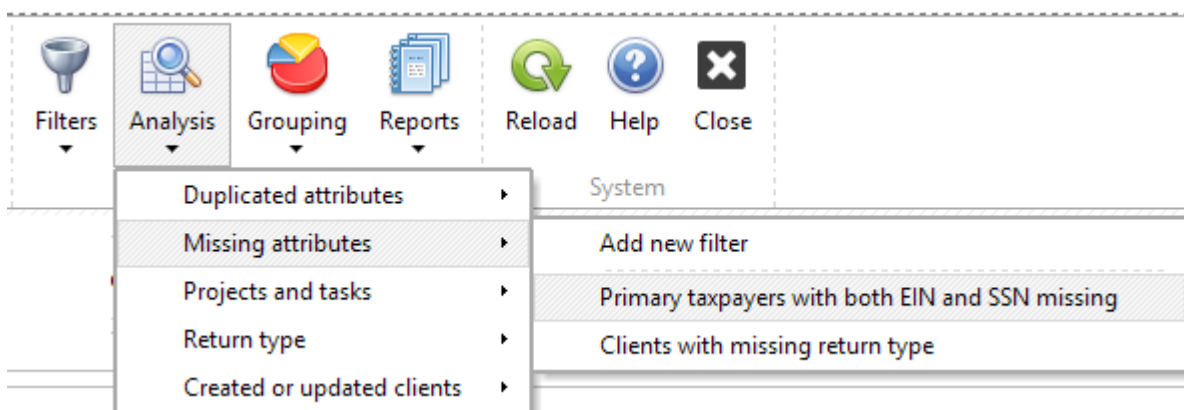 Filters Analysis Grouping Reports Reload Help Close
System
Duplicated attributes
Missing attributes
Projects and tasks
Return type
Created or updated clients
Add new filter
Primary taxpayers with both EIN and SSN missing
Clients with missing return type